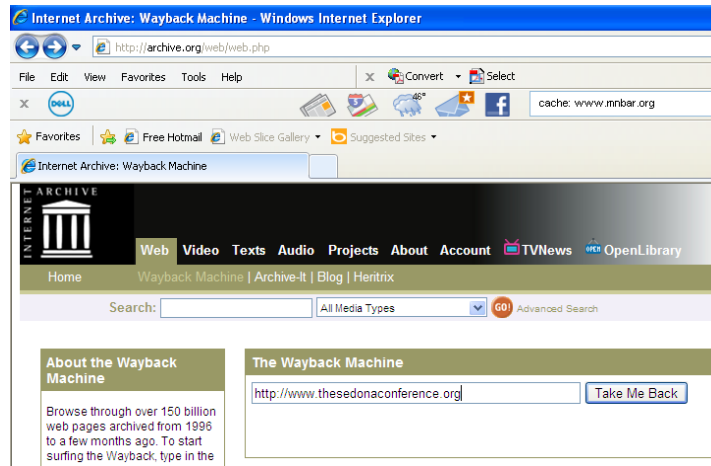 Internet Archive: Wayback Machine - Windows Internet Explorer
http://archive.org/web/web.php
File Edit View Favorites Tools Help x Convert Select
x DELL 46° cache: www.mnbar.org
Favorites Free Hotmail Web Slice Gallery Suggested Sites
Internet Archive: Wayback Machine
INTERNET ARCHIVE
Web Video Texts Audio Projects About Account TVNews OPEN OpenLibrary
Home Wayback Machine | Archive-It | Blog | Heritrix
Search: All Media Types GO! Advanced Search
About the Wayback
Machine
Browse through over 150 billion
web pages archived from 1996
to a few months ago. To start
surfing the Wayback, type in the
The Wayback Machine
http://www.thesedonaconference.org Take Me Back